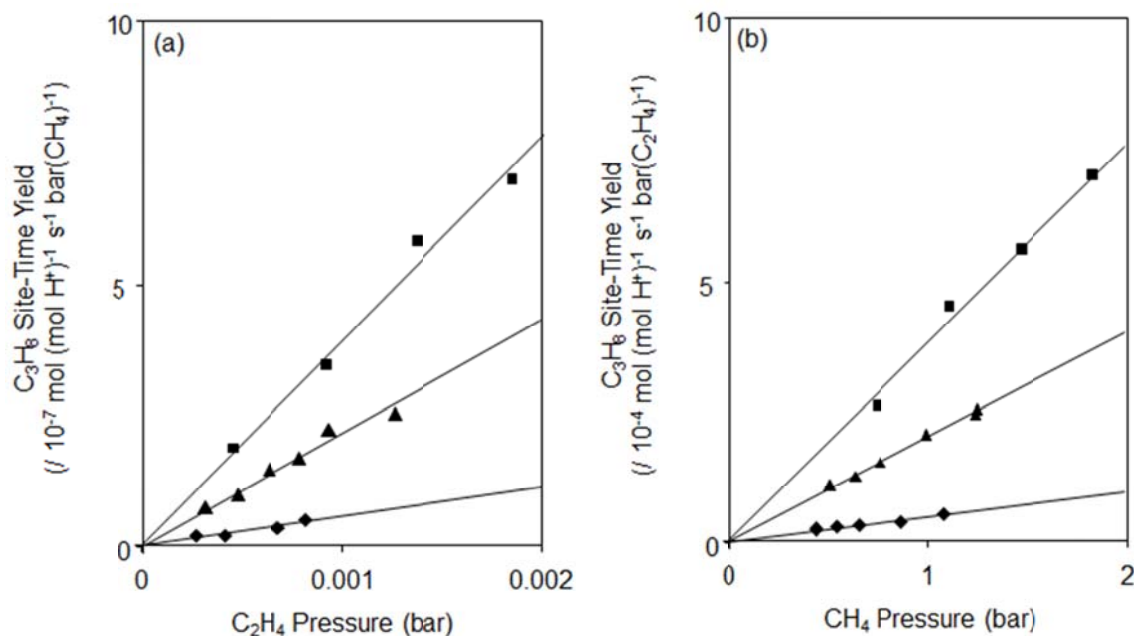 (a)
10
5
0
0
0.001
0.002
C₂H₄ Pressure (bar)
C₃H₈ Site-Time Yield
(/ 10⁻⁷ mol (mol H⁺)⁻¹ s⁻¹ bar(CH₄)⁻¹)
(b)
10
5
0
0
1
2
CH₄ Pressure (bar)
C₃H₈ Site-Time Yield
(/ 10⁻⁴ mol (mol H⁺)⁻¹ s⁻¹ bar(C₂H₄)⁻¹)